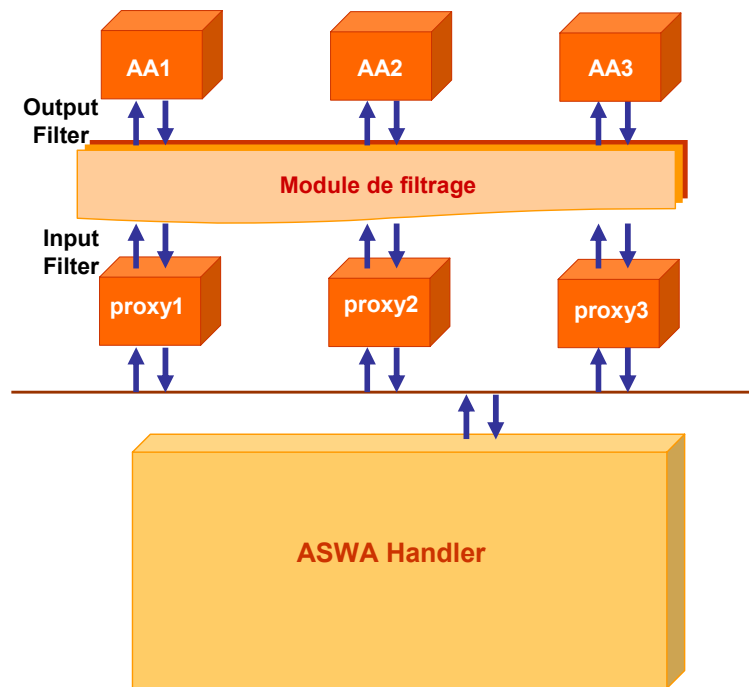 AA1
AA2
AA3
Output
Filter
Module de filtrage
Input
Filter
proxy1
proxy2
proxy3
ASWA Handler